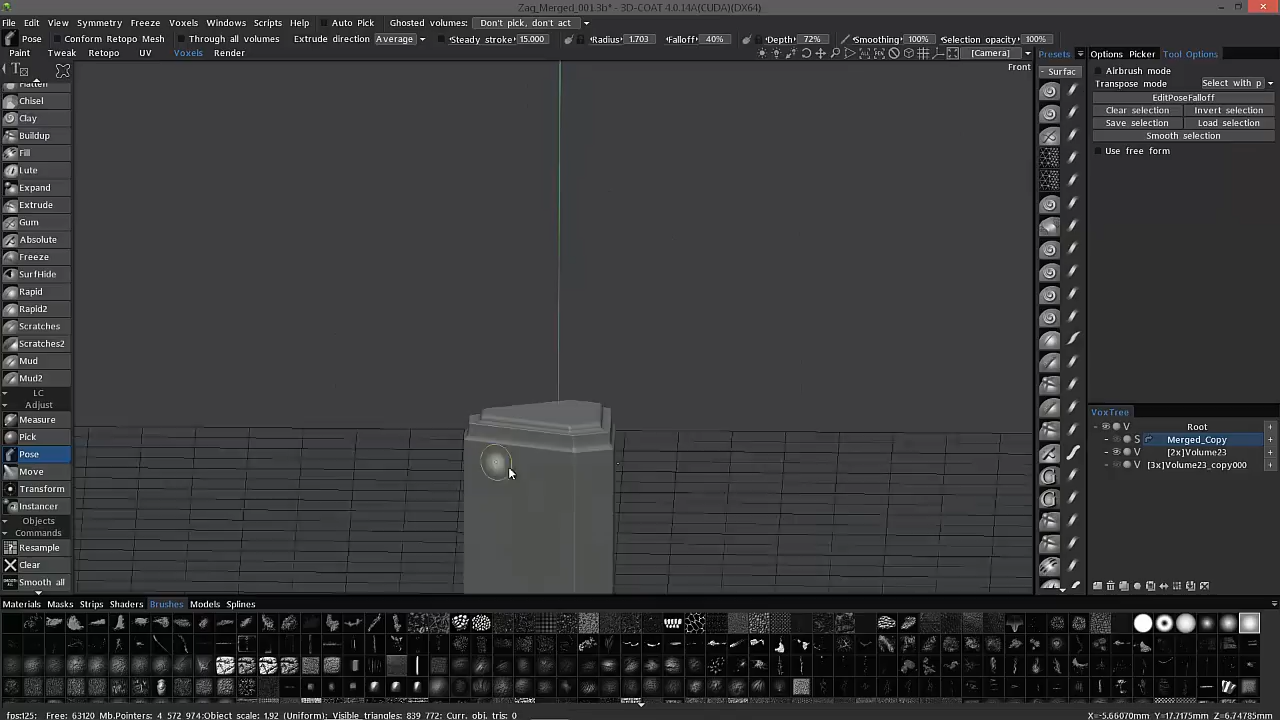 Zaq_Merged_001.3b* - 3D-COAT 4.0.14A(CUDA)(DX64)
File Edit View Symmetry Freeze Voxels Windows Scripts Help Auto Pick Ghosted volumes: Don't pick, don't act
Pose Conform Retopo Mesh Through all volumes Extrude direction Average Steady stroke 15.000 Radius 1.703 Falloff 40% Depth 72% Smoothing 100% Selection opacity 100%
Paint Tweak Retopo UV Voxels Render [Camera]
Front
Presets
Surfac
Options Picker Tool Options
Airbrush mode
Transpose mode Select with p
EditPoseFalloff
Clear selection Invert selection
Save selection Load selection
Smooth selection
Use free form
Flatten
Chisel
Clay
Buildup
Fill
Lute
Expand
Extrude
Gum
Absolute
Freeze
SurfHide
Rapid
Rapid2
Scratches
Scratches2
Mud
Mud2
LC
Adjust
Measure
Pick
Pose
Move
Transform
Instancer
Objects
Commands
Resample
Clear
Smooth all
VoxTree
V Root +
S Merged_Copy +
V [2x]Volume23 +
V [3x]Volume23_copy000 +
Materials Masks Strips Shaders Brushes Models Splines
fps:125; Free: 63120 Mb.Pointers: 4 572 974;Object scale: 1.92 (Uniform); Visible triangles: 839 772; Curr. obj. tris: 0
X=-5.66070M Y=17.7175M Z=6.74785M